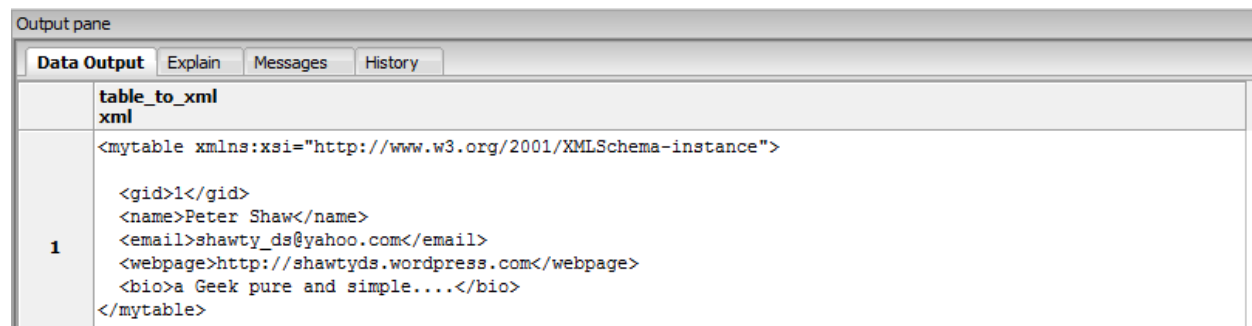 Output pane
Data Output Explain Messages History
table_to_xml
xml
<mytable xmlns:xsi="http://www.w3.org/2001/XMLSchema-instance">
<gid>1</gid>
<name>Peter Shaw</name>
1 <email>shawty_ds@yahoo.com</email>
<webpage>http://shawtyds.wordpress.com</webpage>
<bio>a Geek pure and simple....</bio>
</mytable>